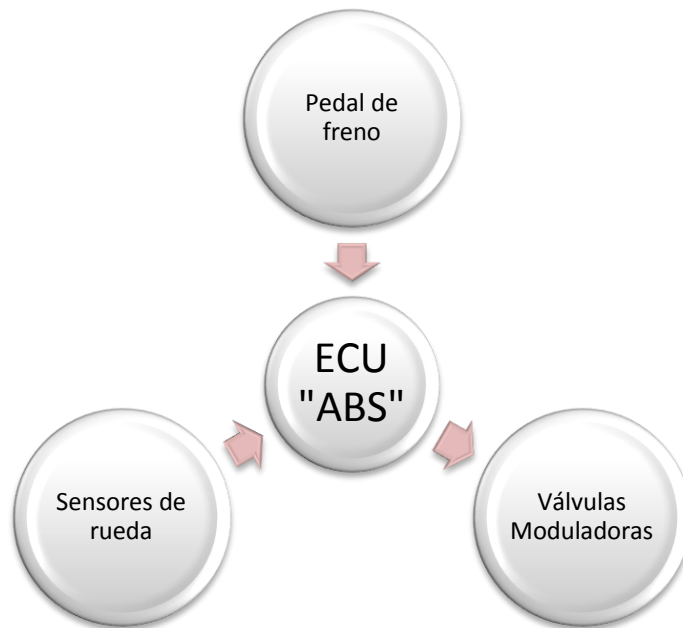 Pedal de
freno
ECU
"ABS"
Sensores de
rueda
Válvulas
Moduladoras